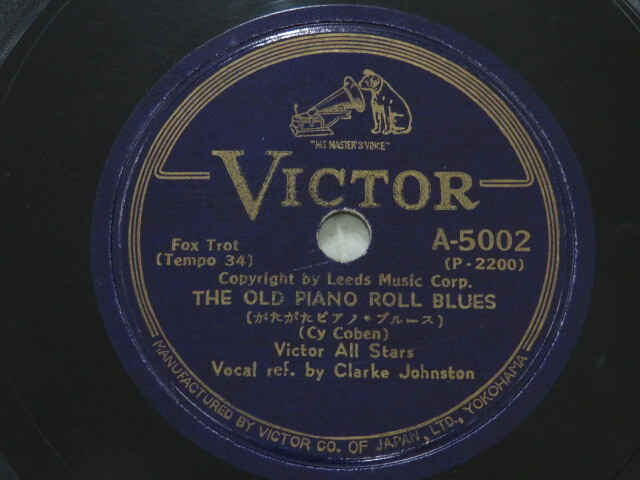 "HIS MASTER'S VOICE"
VICTOR
Fox Trot
(Tempo 34)
A-5002
(P-2200)
Copyright by Leeds Music Corp.
THE OLD PIANO ROLL BLUES
(がたがたピアノ・ブルース)
(Cy Coben)
Victor All Stars
Vocal ref. by Clarke Johnston
MANUFACTURED BY VICTOR CO. OF JAPAN, LTD., YOKOHAMA